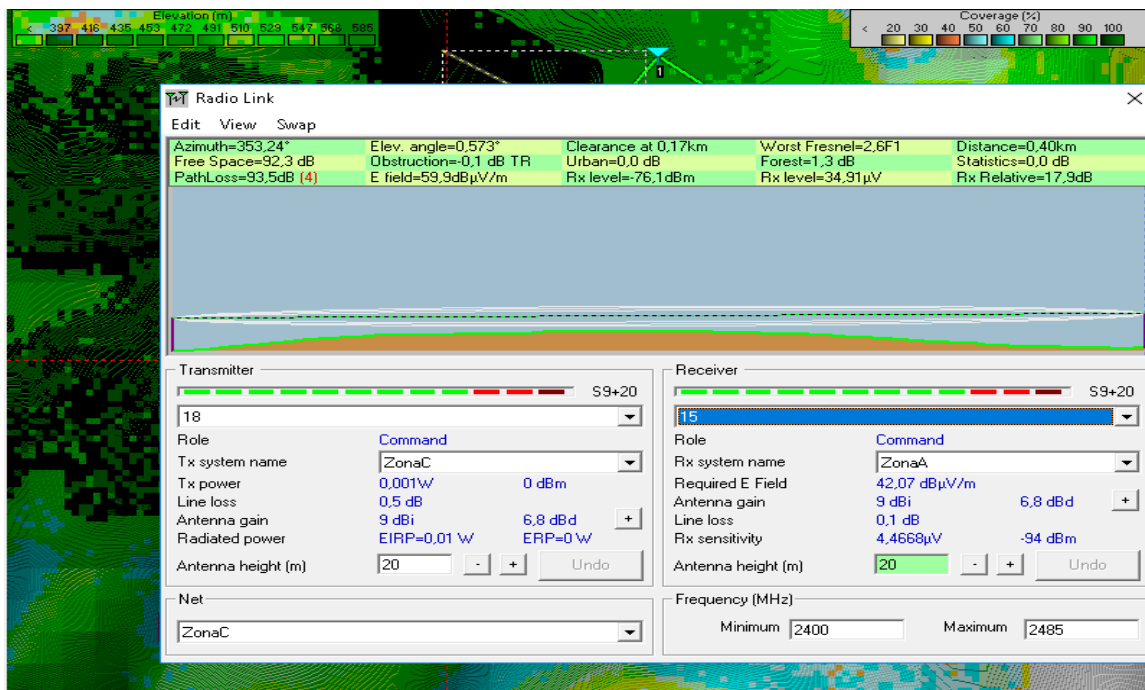 Elevation (m)
< 397 416 435 453 472 491 510 529 547 566 585
Coverage (%)
< 20 30 40 50 60 70 80 90 100
1
Radio Link
Edit View Swap
Azimuth=353,24° Elev. angle=0,573° Clearance at 0,17km Worst Fresnel=2,6F1 Distance=0,40km
Free Space=92,3 dB Obstruction=-0,1 dB TR Urban=0,0 dB Forest=1,3 dB Statistics=0,0 dB
PathLoss=93,5dB (4) E field=59,9dBµV/m Rx level=-76,1dBm Rx level=34,91µV Rx Relative=17,9dB
Transmitter
S9+20
18
Role Command
Tx system name ZonaC
Tx power 0,001W 0 dBm
Line loss 0,5 dB
Antenna gain 9 dBi 6,8 dBd +
Radiated power EIRP=0,01 W ERP=0 W
Antenna height (m) 20 - + Undo
Net
ZonaC
Receiver
S9+20
15
Role Command
Rx system name ZonaA
Required E Field 42,07 dBµV/m
Antenna gain 9 dBi 6,8 dBd +
Line loss 0,1 dB
Rx sensitivity 4,4668µV -94 dBm
Antenna height (m) 20 - + Undo
Frequency (MHz)
Minimum 2400 Maximum 2485